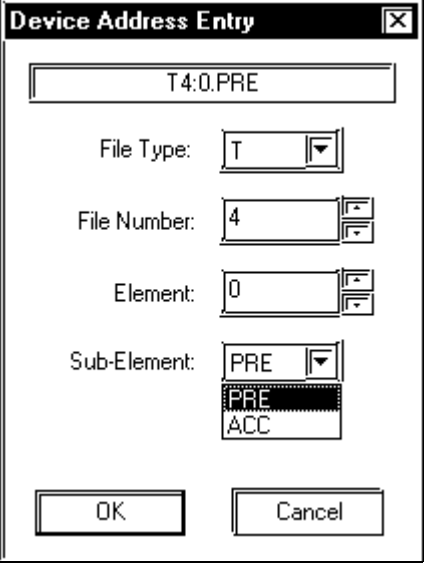 Device Address Entry
T4:0.PRE
File Type: T
File Number: 4
Element: 0
Sub-Element: PRE
PRE
ACC
OK Cancel